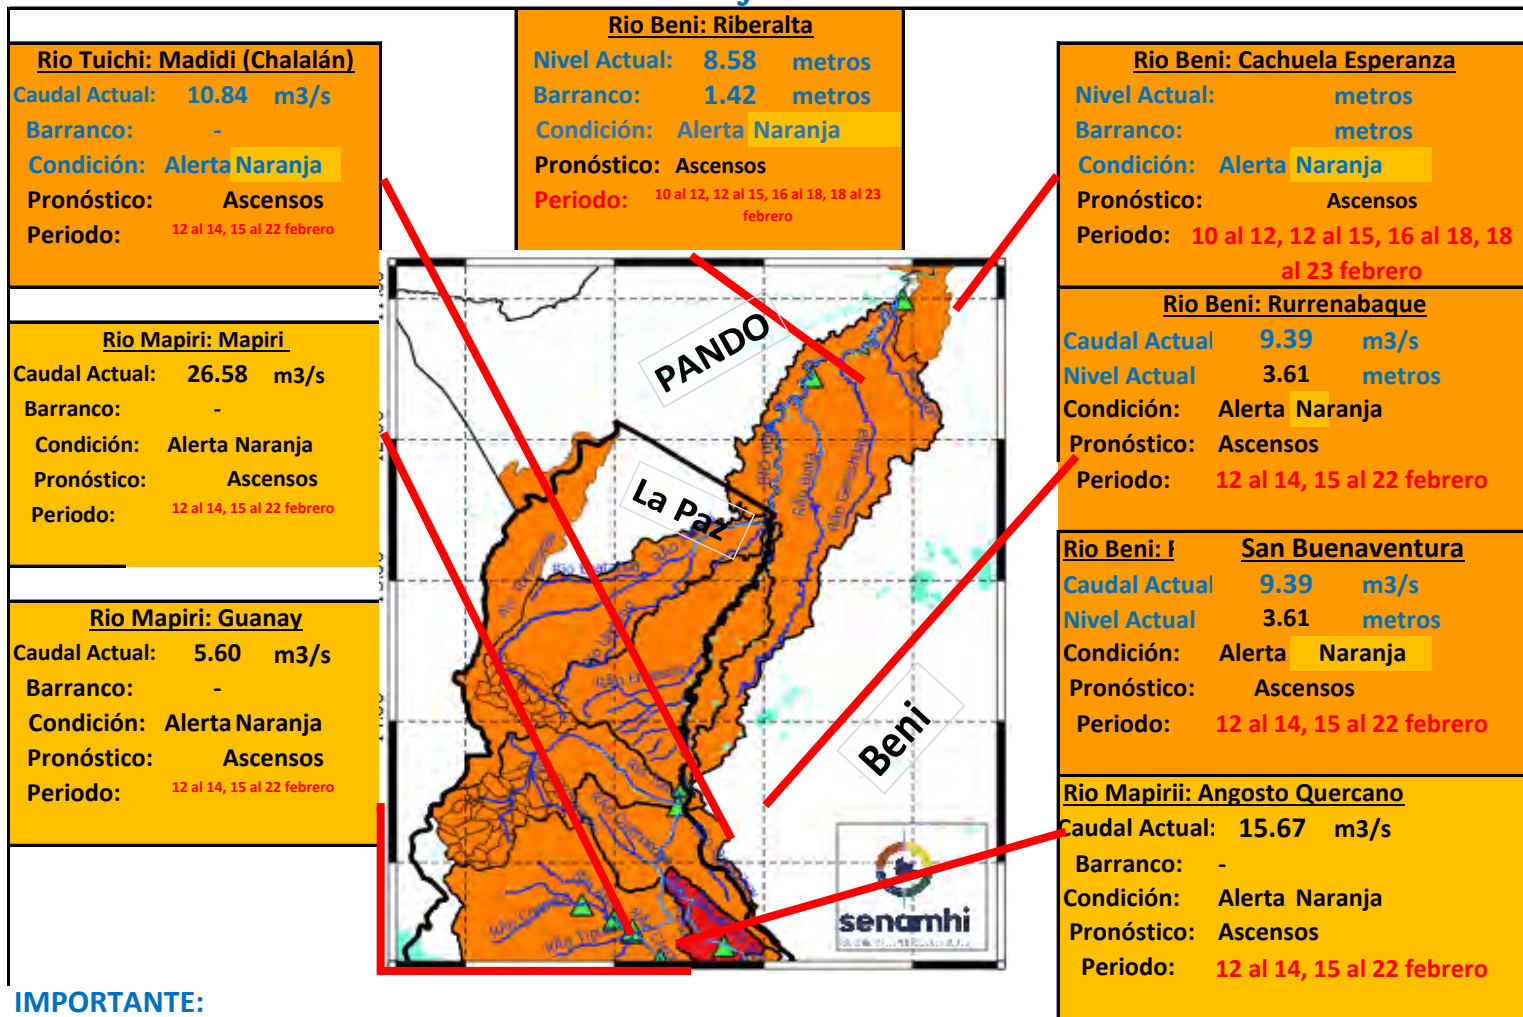 Rio Tuichi: Madidi (Chalalán)
Caudal Actual: 10.84 m3/s
Barranco: -
Condición: Alerta Naranja
Pronóstico: Ascensos
Periodo: 12 al 14, 15 al 22 febrero
Rio Mapiri: Mapiri
Caudal Actual: 26.58 m3/s
Barranco: -
Condición: Alerta Naranja
Pronóstico: Ascensos
Periodo: 12 al 14, 15 al 22 febrero
Rio Mapiri: Guanay
Caudal Actual: 5.60 m3/s
Barranco: -
Condición: Alerta Naranja
Pronóstico: Ascensos
Periodo: 12 al 14, 15 al 22 febrero
Rio Beni: Riberalta
Nivel Actual: 8.58 metros
Barranco: 1.42 metros
Condición: Alerta Naranja
Pronóstico: Ascensos
Periodo: 10 al 12, 12 al 15, 16 al 18, 18 al 23
febrero
PANDO
La Paz
Beni
senamhi
Rio Beni: Cachuela Esperanza
Nivel Actual: metros
Barranco: metros
Condición: Alerta Naranja
Pronóstico: Ascensos
Periodo: 10 al 12, 12 al 15, 16 al 18, 18
al 23 febrero
Rio Beni: Rurrenabaque
Caudal Actual 9.39 m3/s
Nivel Actual 3.61 metros
Condición: Alerta Naranja
Pronóstico: Ascensos
Periodo: 12 al 14, 15 al 22 febrero
Rio Beni: San Buenaventura
Caudal Actual 9.39 m3/s
Nivel Actual 3.61 metros
Condición: Alerta Naranja
Pronóstico: Ascensos
Periodo: 12 al 14, 15 al 22 febrero
Rio Mapirii: Angosto Quercano
Caudal Actual: 15.67 m3/s
Barranco: -
Condición: Alerta Naranja
Pronóstico: Ascensos
Periodo: 12 al 14, 15 al 22 febrero
IMPORTANTE: